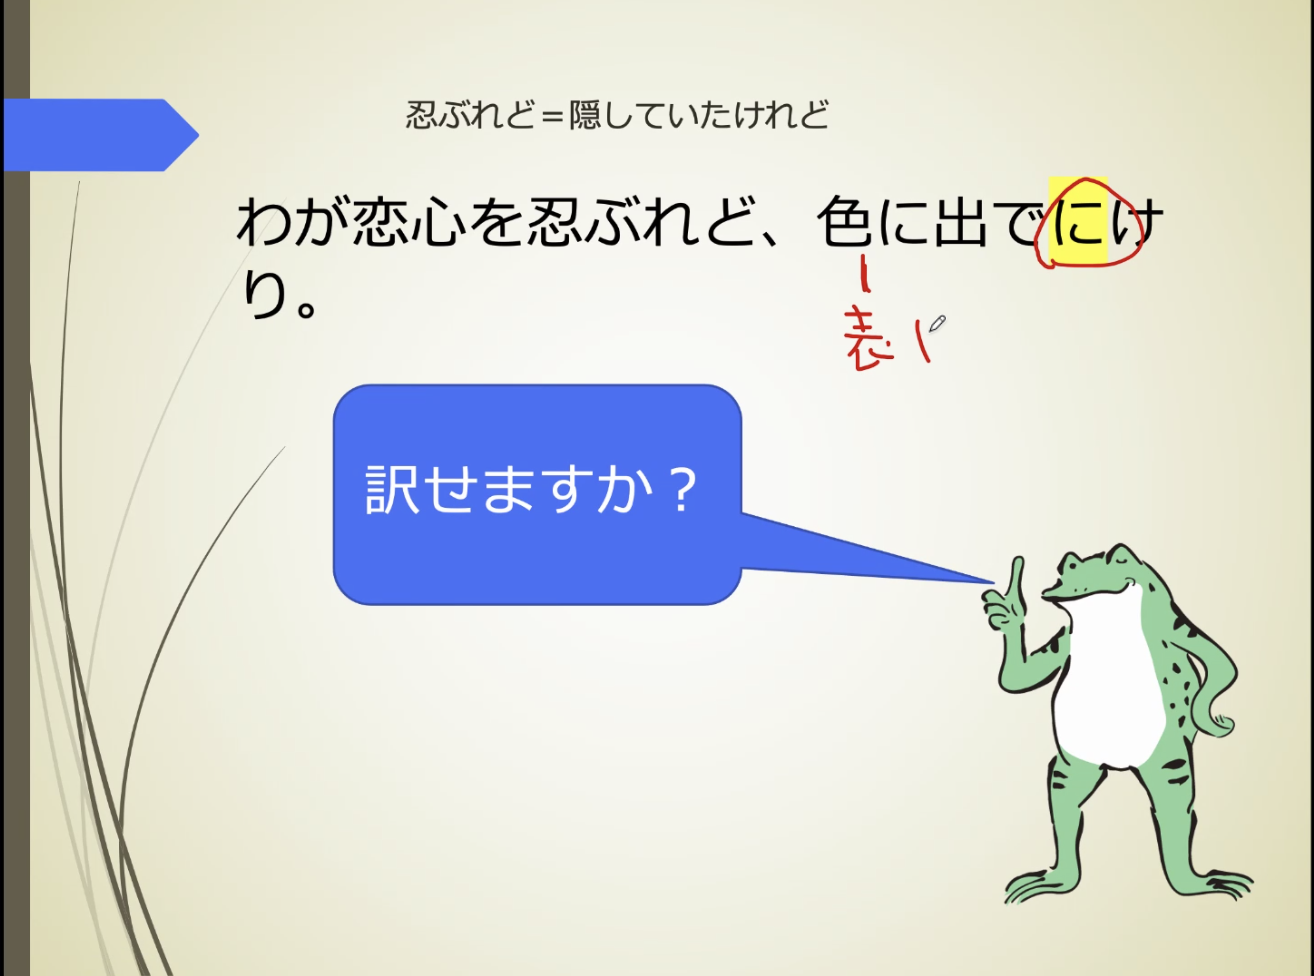 忍ぶれど＝隠していたけれど
わが恋心を忍ぶれど、色に出でにけ
り。
表
訳せますか？